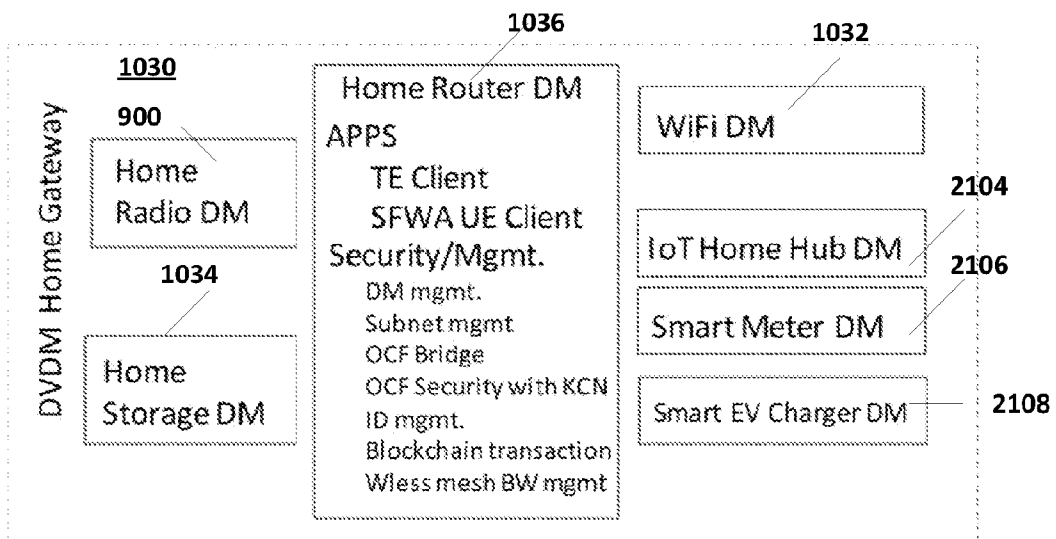 1036
1032
1030
DVDM Home Gateway
900
Home
Radio DM
1034
Home
Storage DM
Home Router DM
APPS
TE Client
SFWA UE Client
Security/Mgmt.
DM mgmt.
Subnet mgmt
OCF Bridge
OCF Security with KCN
ID mgmt.
Blockchain transaction
Wless mesh BW mgmt
WiFi DM
2104
IoT Home Hub DM
2106
Smart Meter DM
Smart EV Charger DM
2108